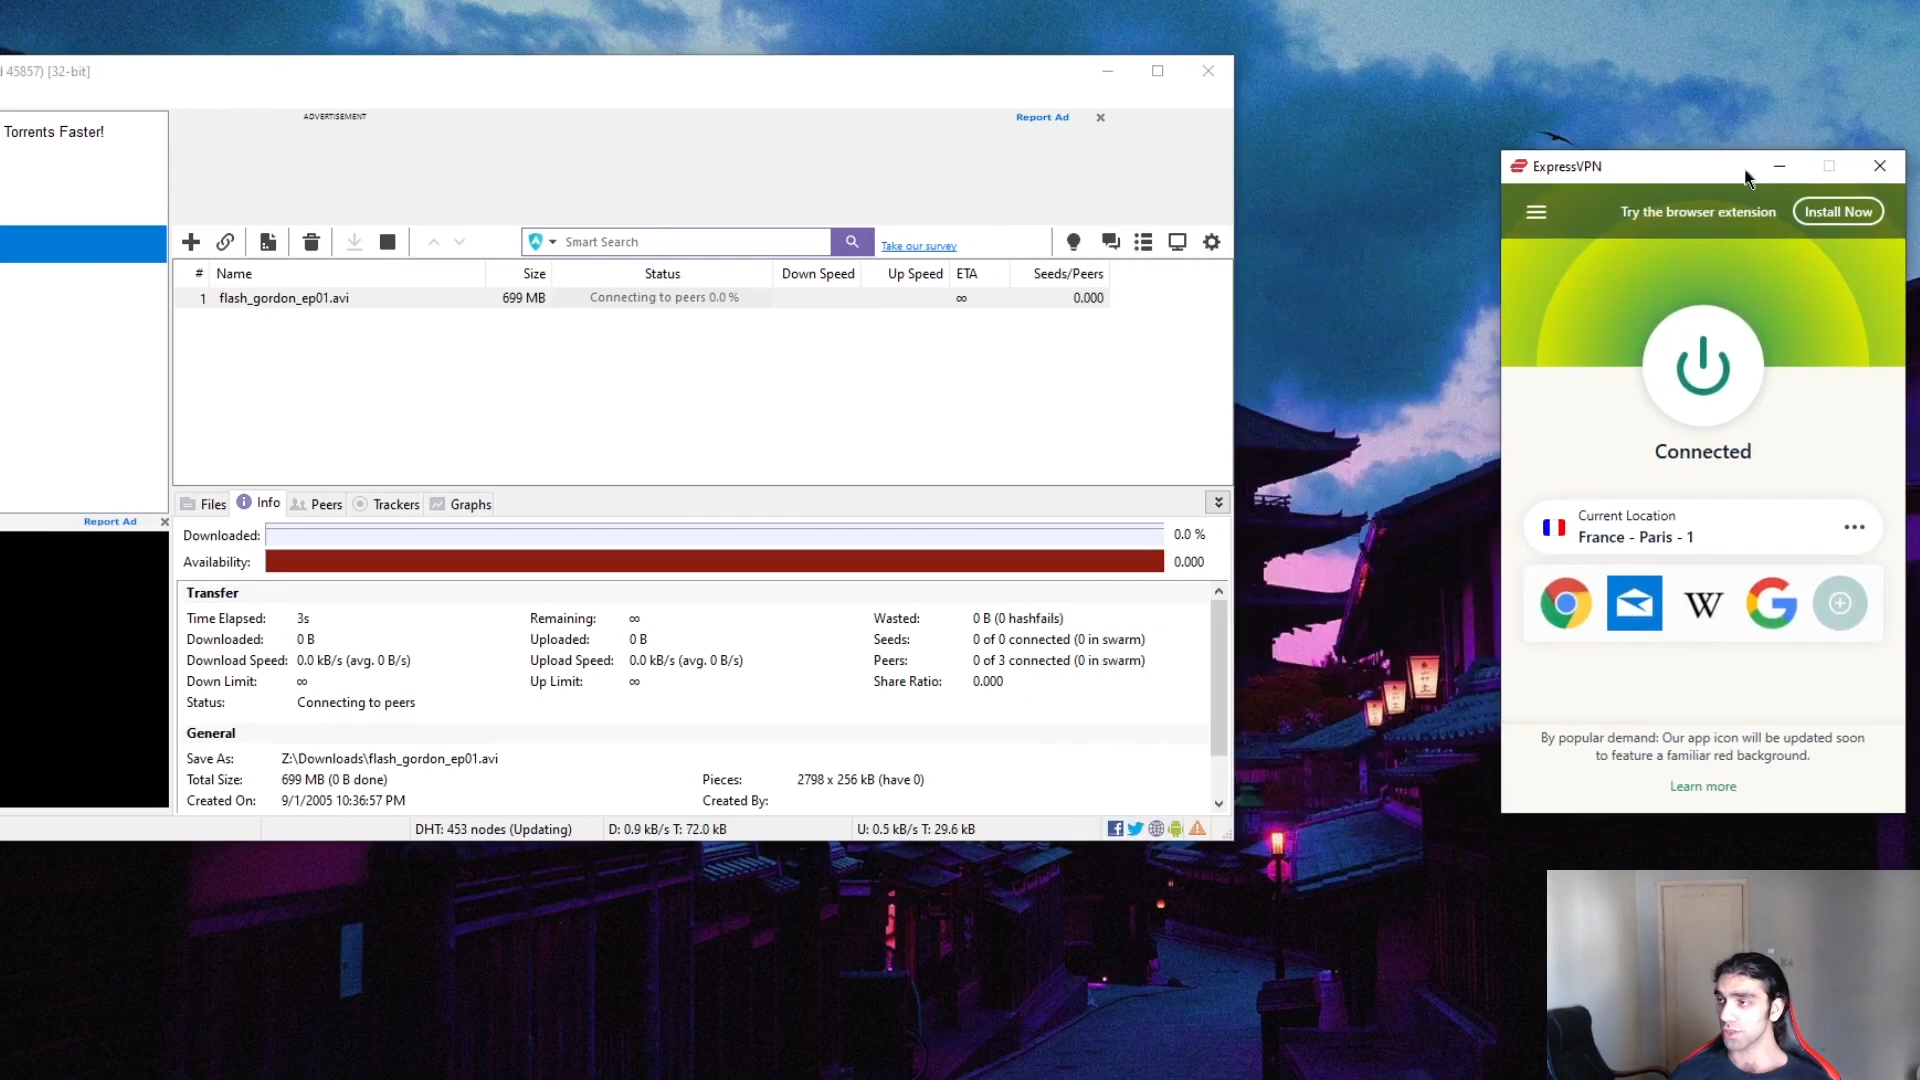 d 45857) [32-bit]
Torrents Faster!
ADVERTISEMENT
Report Ad
Smart Search
Take our survey
# Name Size Status Down Speed Up Speed ETA Seeds/Peers
1 flash_gordon_ep01.avi 699 MB Connecting to peers 0.0 % ∞ 0.000
Report Ad
Files Info Peers Trackers Graphs
Downloaded: 0.0 %
Availability: 0.000
Transfer
Time Elapsed: 3s Remaining: ∞ Wasted: 0 B (0 hashfails)
Downloaded: 0 B Uploaded: 0 B Seeds: 0 of 0 connected (0 in swarm)
Download Speed: 0.0 kB/s (avg. 0 B/s) Upload Speed: 0.0 kB/s (avg. 0 B/s) Peers: 0 of 3 connected (0 in swarm)
Down Limit: ∞ Up Limit: ∞ Share Ratio: 0.000
Status: Connecting to peers
General
Save As: Z:\Downloads\flash_gordon_ep01.avi
Total Size: 699 MB (0 B done) Pieces: 2798 x 256 kB (have 0)
Created On: 9/1/2005 10:36:57 PM Created By:
DHT: 453 nodes (Updating) D: 0.9 kB/s T: 72.0 kB U: 0.5 kB/s T: 29.6 kB
ExpressVPN
Try the browser extension Install Now
Connected
Current Location
France - Paris - 1
W G
By popular demand: Our app icon will be updated soon
to feature a familiar red background.
Learn more